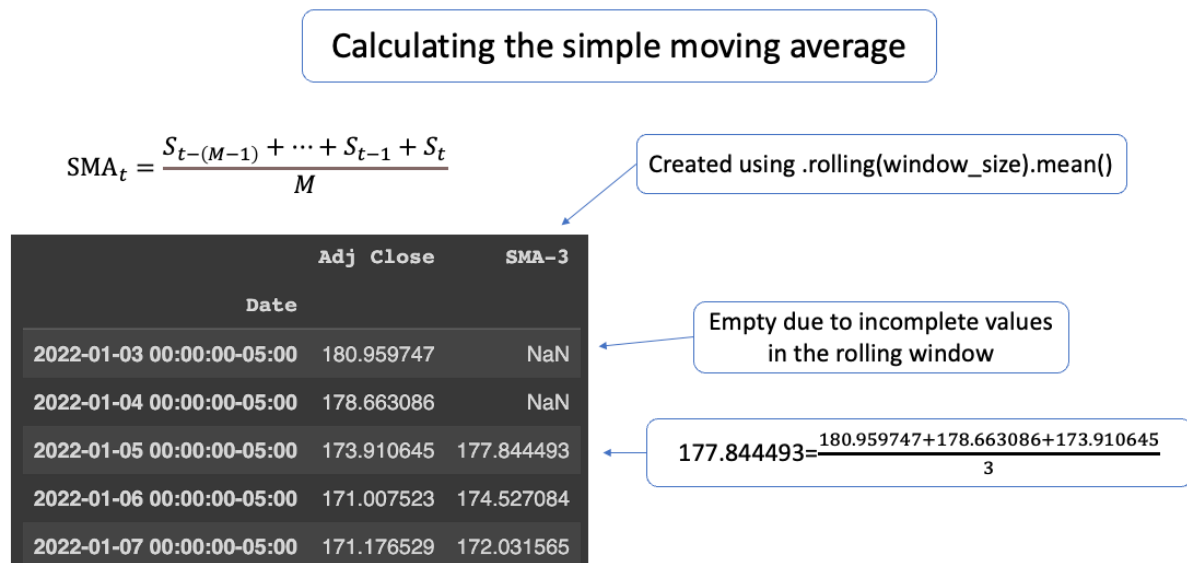 Calculating the simple moving average
SMAₜ = (Sₜ₋₍M₋₁₎ + ⋯ + Sₜ₋₁ + Sₜ) / M
Created using .rolling(window_size).mean()
Adj Close SMA-3
Date
2022-01-03 00:00:00-05:00 180.959747 NaN
Empty due to incomplete values
in the rolling window
2022-01-04 00:00:00-05:00 178.663086 NaN
2022-01-05 00:00:00-05:00 173.910645 177.844493
177.844493=(180.959747+178.663086+173.910645)/3
2022-01-06 00:00:00-05:00 171.007523 174.527084
2022-01-07 00:00:00-05:00 171.176529 172.031565